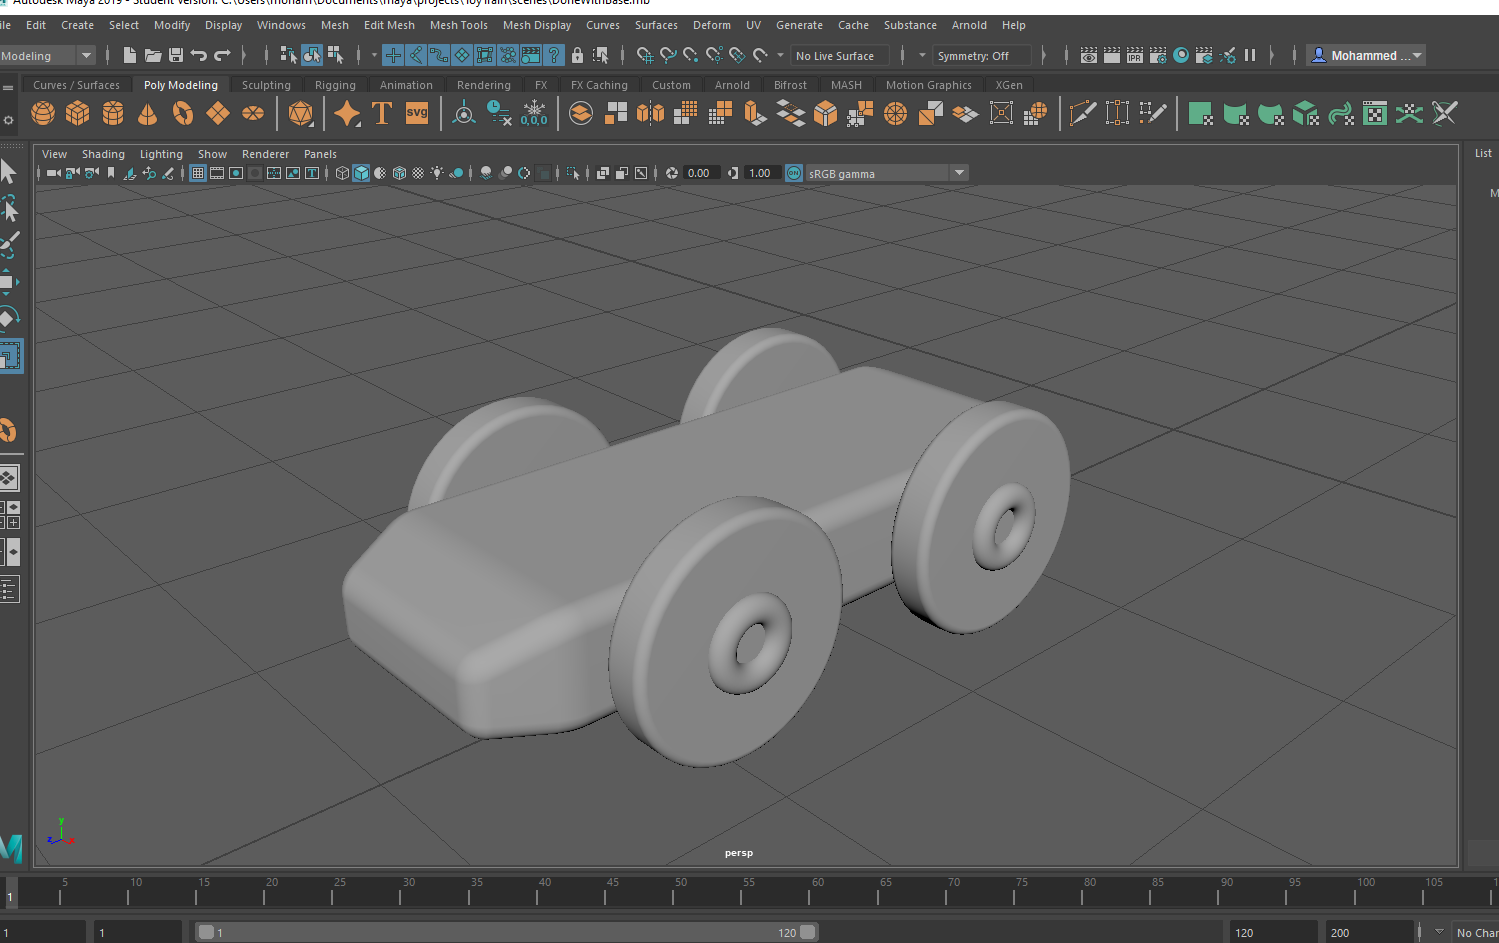 Autodesk Maya 2019 - Student Version: C:\Users\moham\Documents\maya\projects\ToyTrain\scenes\DoneWithBase.mb
ile Edit Create Select Modify Display Windows Mesh Edit Mesh Mesh Tools Mesh Display Curves Surfaces Deform UV Generate Cache Substance Arnold Help
Modeling No Live Surface Symmetry: Off IPR Mohammed ...
Curves / Surfaces Poly Modeling Sculpting Rigging Animation Rendering FX FX Caching Custom Arnold Bifrost MASH Motion Graphics XGen
T SVG 0,0,0
View Shading Lighting Show Renderer Panels List
0.00 1.00 ON sRGB gamma
M
y
z x
persp
5 10 15 20 25 30 35 40 45 50 55 60 65 70 75 80 85 90 95 100 105
1
1 1 1 120 120 200 No Char